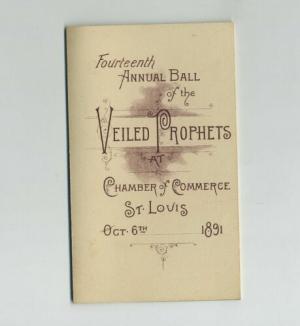 Fourteenth
ANNUAL BALL
of the
VEILED PROPHETS
AT
CHAMBER of COMMERCE
ST. LOUIS
OCT. 6TH 1891